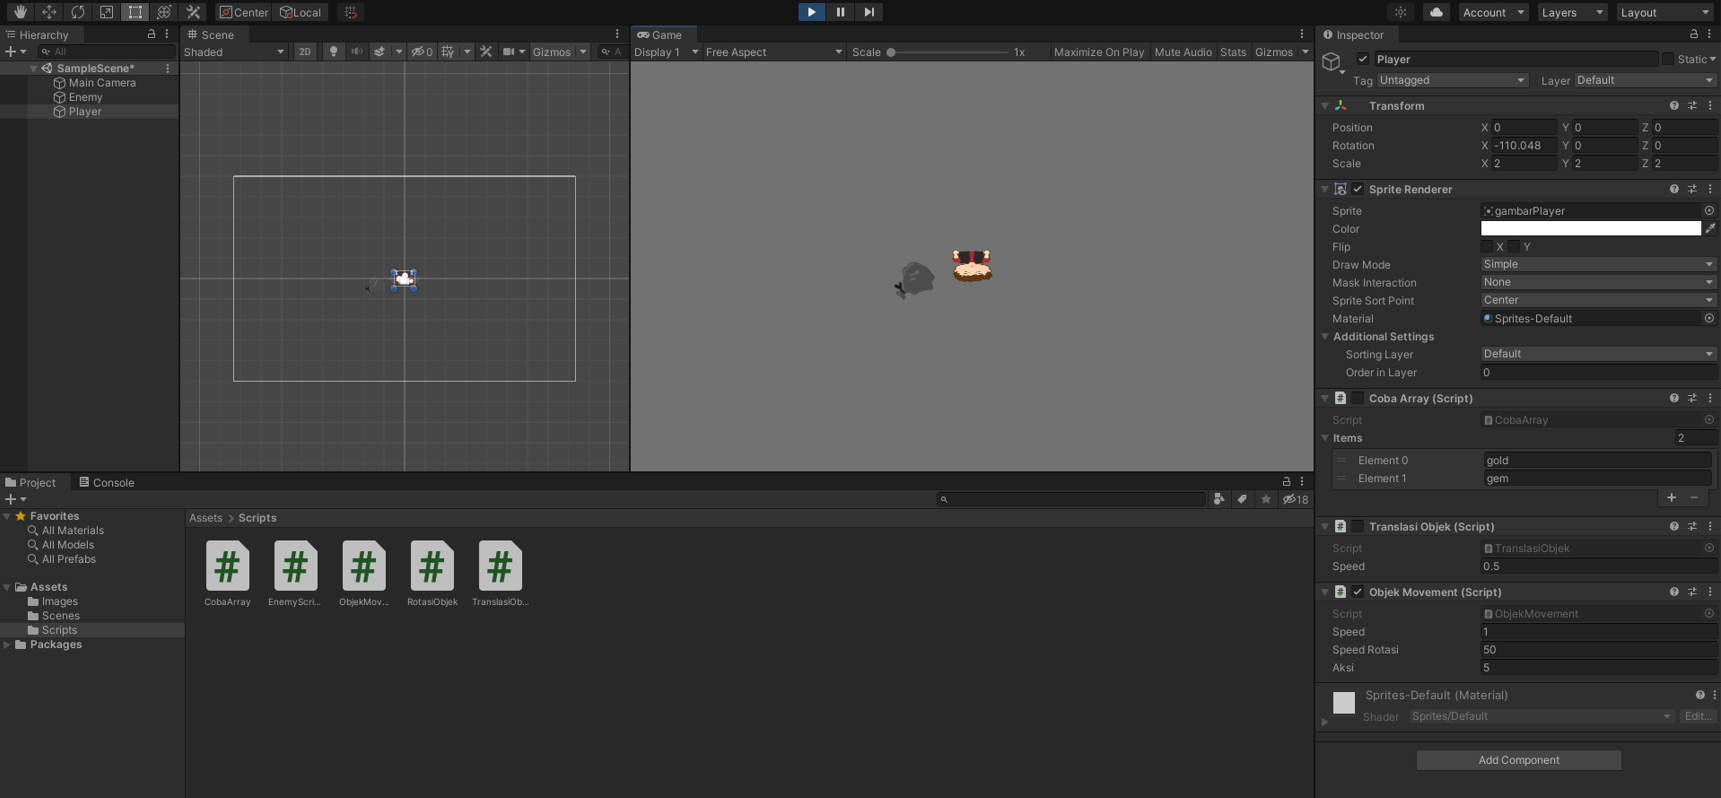 Center
Local
Account
Layers
Layout
Hierarchy
All
SampleScene*
Main Camera
Enemy
Player
Scene
Shaded
2D
0
Gizmos
A
Game
Display 1
Free Aspect
Scale
1x
Maximize On Play
Mute Audio
Stats
Gizmos
Project
Console
18
Favorites
All Materials
All Models
All Prefabs
Assets
Images
Scenes
Scripts
Packages
Assets > Scripts
#
#
#
#
#
CobaArray
EnemyScri...
ObjekMov...
RotasiObjek
TranslasiOb...
Inspector
Player
Static
Tag Untagged
Layer Default
Transform
Position X 0 Y 0 Z 0
Rotation X -110.048 Y 0 Z 0
Scale X 2 Y 2 Z 2
Sprite Renderer
Sprite gambarPlayer
Color
Flip X Y
Draw Mode Simple
Mask Interaction None
Sprite Sort Point Center
Material Sprites-Default
Additional Settings
Sorting Layer Default
Order in Layer 0
# Coba Array (Script)
Script CobaArray
Items 2
Element 0 gold
Element 1 gem
# Translasi Objek (Script)
Script TranslasiObjek
Speed 0.5
# Objek Movement (Script)
Script ObjekMovement
Speed 1
Speed Rotasi 50
Aksi 5
Sprites-Default (Material)
Shader Sprites/Default Edit...
Add Component